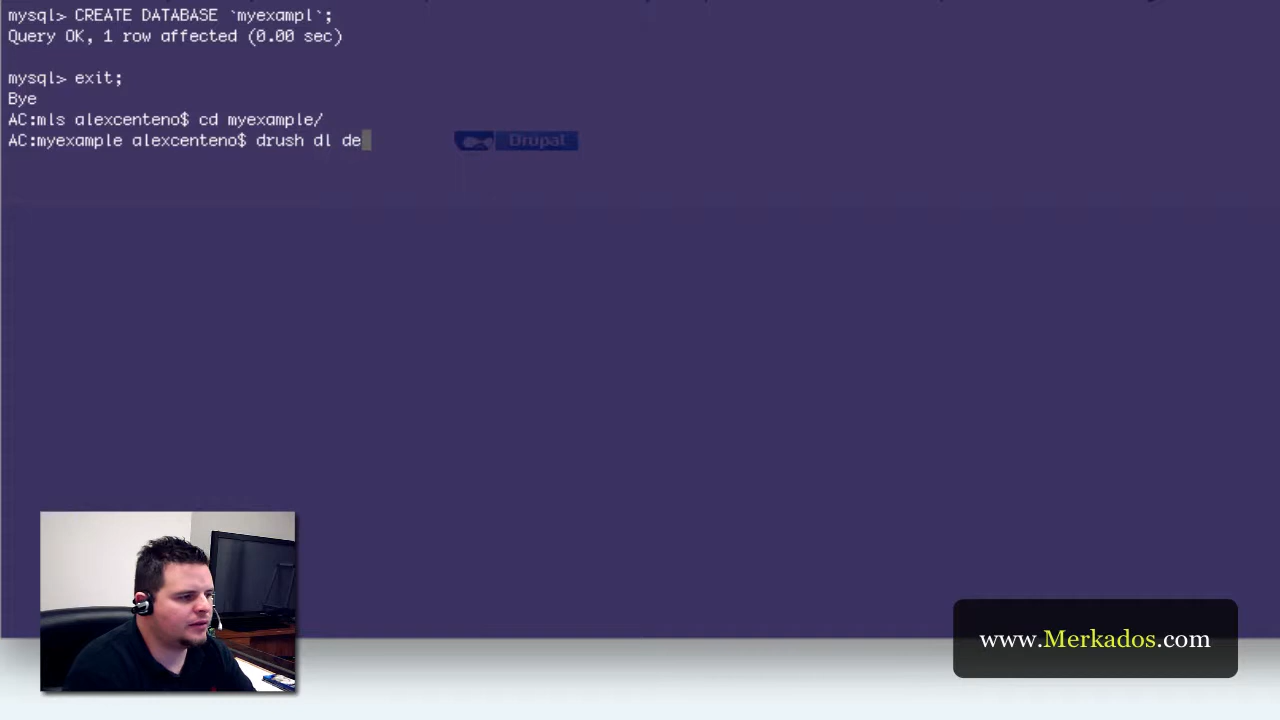 mysql> CREATE DATABASE `myexampl`;
Query OK, 1 row affected (0.00 sec)
mysql> exit;
Bye
AC:mls alexcenteno$ cd myexample/
AC:myexample alexcenteno$ drush dl de
Drupal
www.Merkados.com